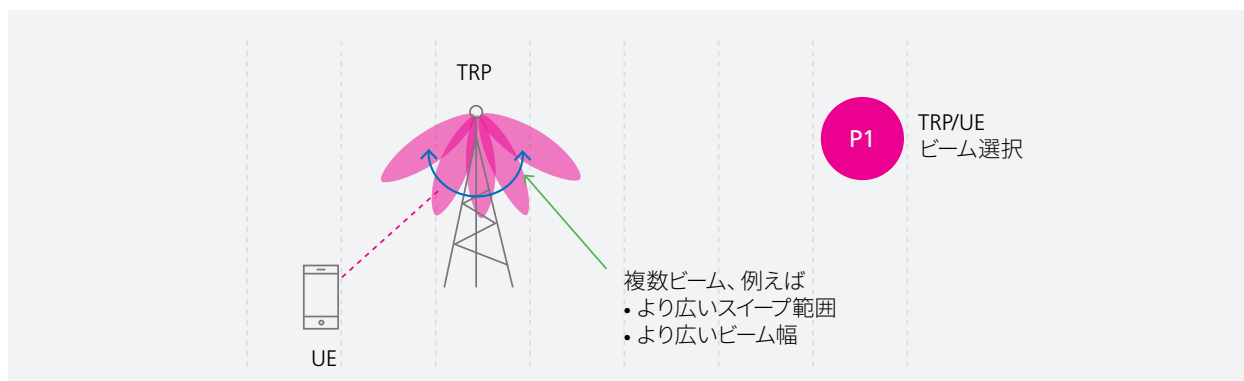 TRP
P1
TRP/UE
ビーム選択
複数ビーム、例えば
• より広いスイープ範囲
• より広いビーム幅
UE